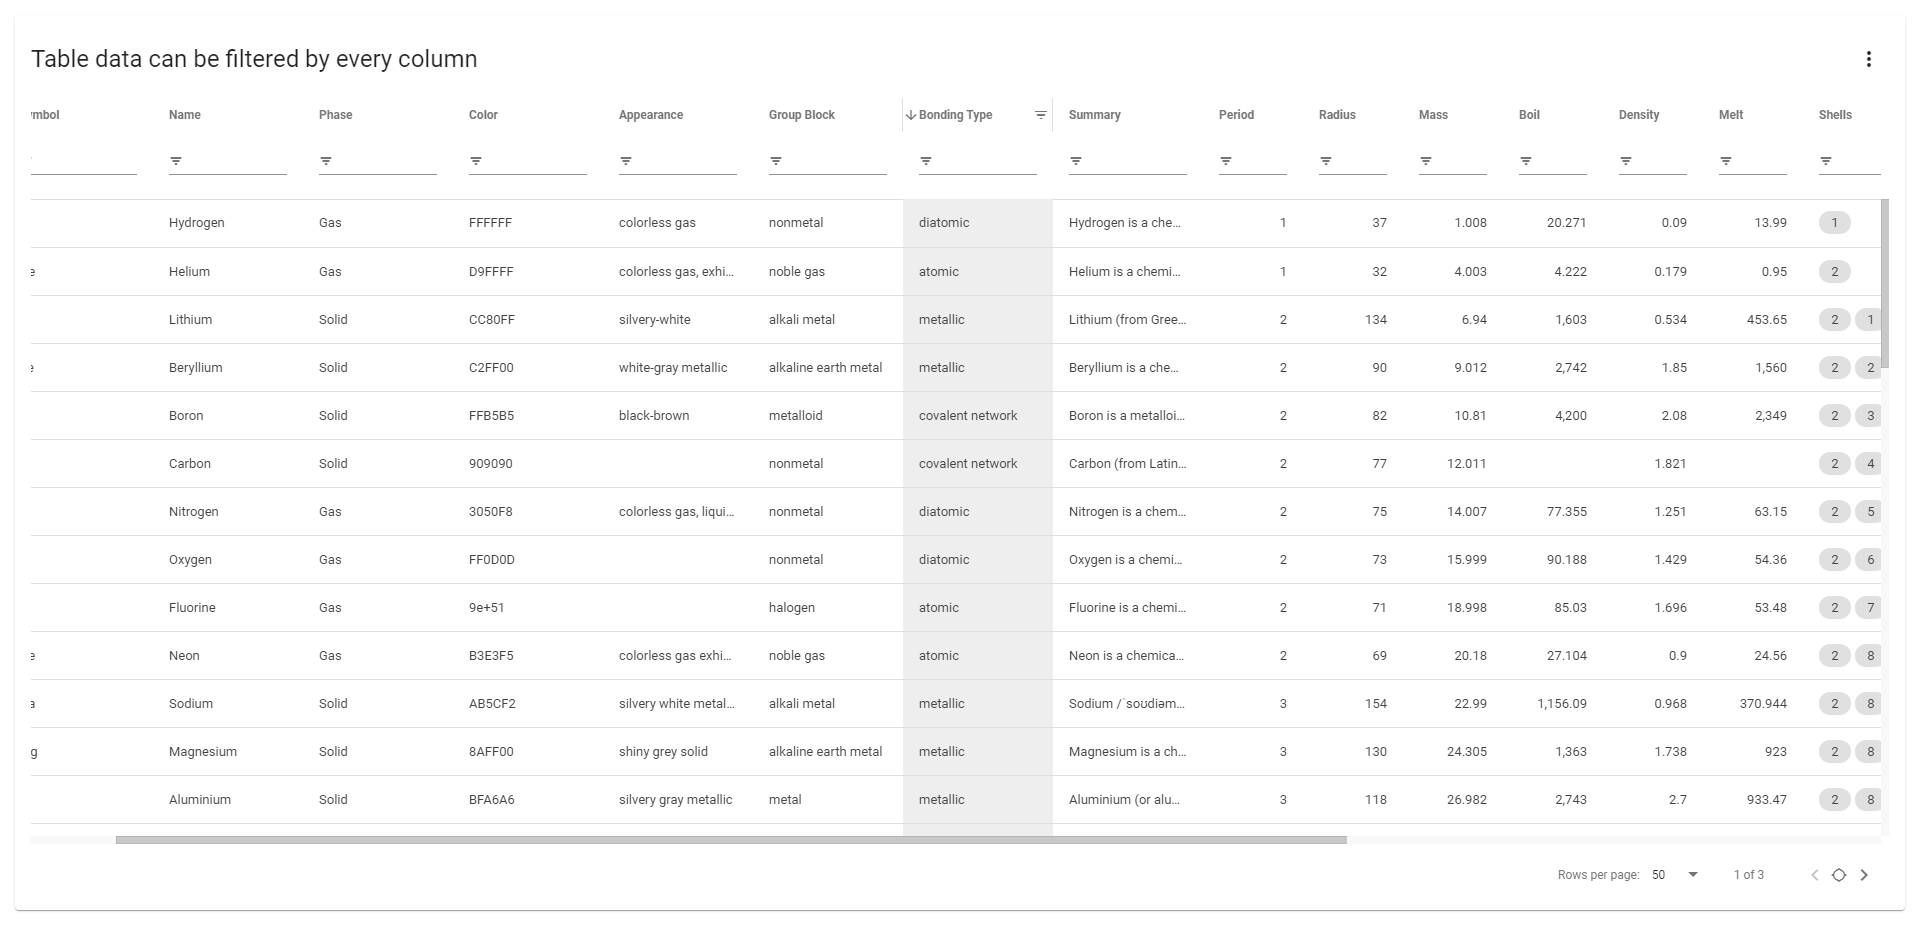 Table data can be filtered by every column
mbol Name Phase Color Appearance Group Block Bonding Type Summary Period Radius Mass Boil Density Melt Shells
Hydrogen Gas FFFFFF colorless gas nonmetal diatomic Hydrogen is a che... 1 37 1.008 20.271 0.09 13.99 1
e Helium Gas D9FFFF colorless gas, exhi... noble gas atomic Helium is a chemi... 1 32 4.003 4.222 0.179 0.95 2
Lithium Solid CC80FF silvery-white alkali metal metallic Lithium (from Gree... 2 134 6.94 1,603 0.534 453.65 2 1
e Beryllium Solid C2FF00 white-gray metallic alkaline earth metal metallic Beryllium is a che... 2 90 9.012 2,742 1.85 1,560 2 2
Boron Solid FFB5B5 black-brown metalloid covalent network Boron is a metalloi... 2 82 10.81 4,200 2.08 2,349 2 3
Carbon Solid 909090 nonmetal covalent network Carbon (from Latin... 2 77 12.011 1.821 2 4
Nitrogen Gas 3050F8 colorless gas, liqui... nonmetal diatomic Nitrogen is a chem... 2 75 14.007 77.355 1.251 63.15 2 5
Oxygen Gas FF0D0D nonmetal diatomic Oxygen is a chemi... 2 73 15.999 90.188 1.429 54.36 2 6
Fluorine Gas 9e+51 halogen atomic Fluorine is a chemi... 2 71 18.998 85.03 1.696 53.48 2 7
e Neon Gas B3E3F5 colorless gas exhi... noble gas atomic Neon is a chemica... 2 69 20.18 27.104 0.9 24.56 2 8
a Sodium Solid AB5CF2 silvery white metal... alkali metal metallic Sodium /ˈsoʊdiəm... 3 154 22.99 1,156.09 0.968 370.944 2 8
g Magnesium Solid 8AFF00 shiny grey solid alkaline earth metal metallic Magnesium is a ch... 3 130 24.305 1,363 1.738 923 2 8
Aluminium Solid BFA6A6 silvery gray metallic metal metallic Aluminium (or alu... 3 118 26.982 2,743 2.7 933.47 2 8
Rows per page: 50 1 of 3